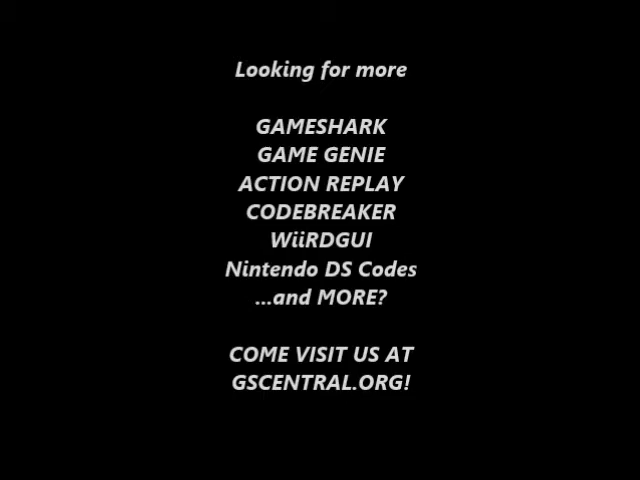 Looking for more
GAMESHARK
GAME GENIE
ACTION REPLAY
CODEBREAKER
WiiRDGUI
Nintendo DS Codes
...and MORE?
COME VISIT US AT
GSCENTRAL.ORG!